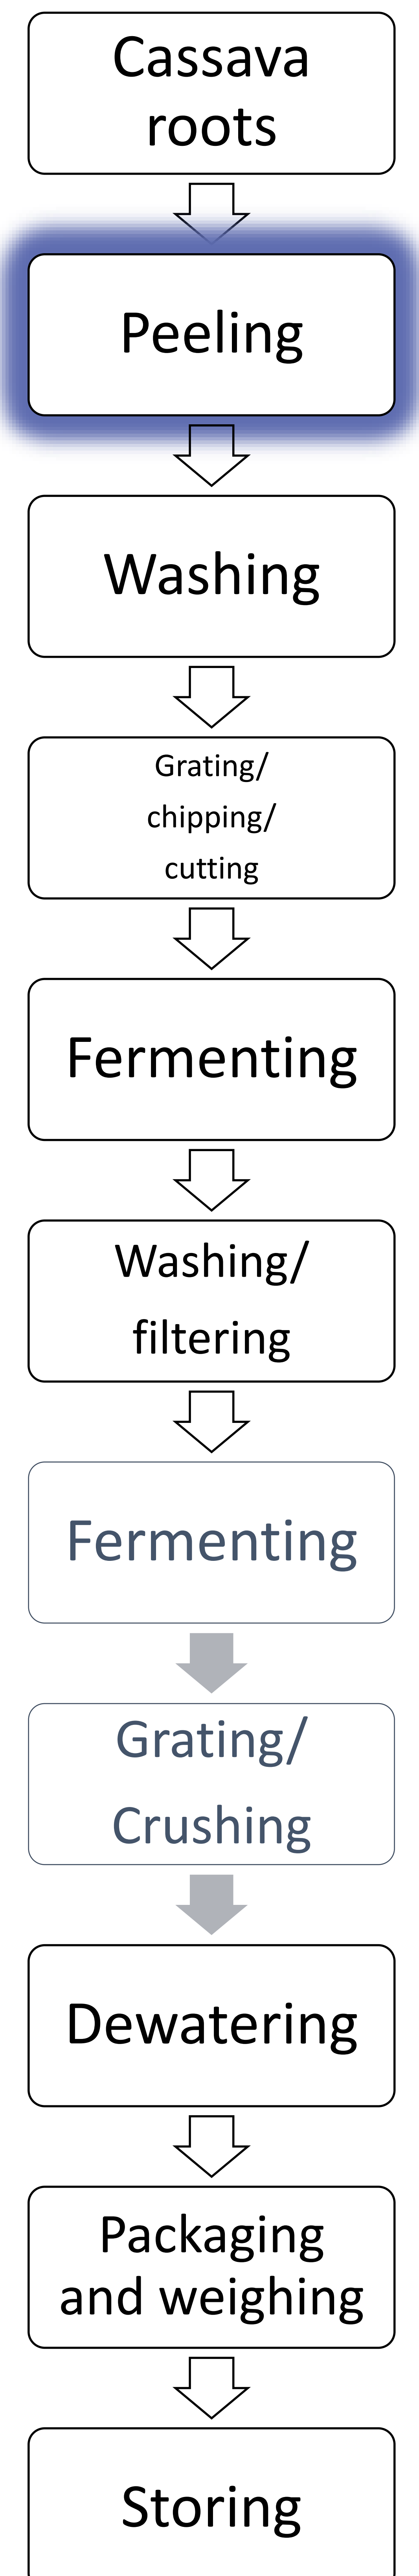 Cassava
roots
Peeling
Washing
Grating/
chipping/
cutting
Fermenting
Washing/
filtering
Fermenting
Grating/
Crushing
Dewatering
Packaging
and weighing
Storing